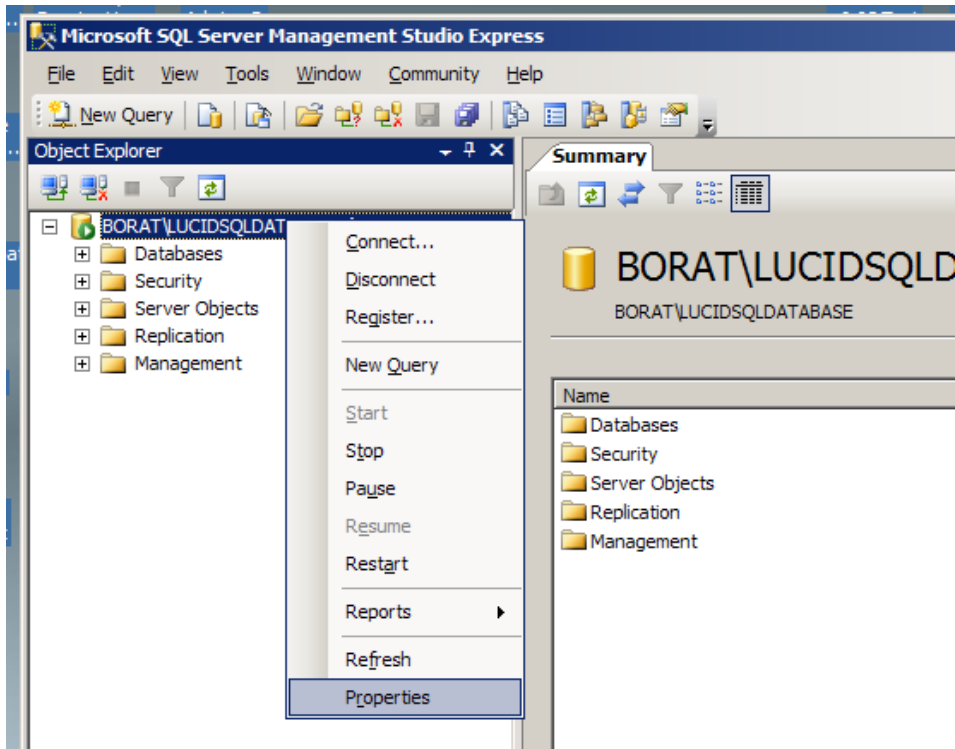 Microsoft SQL Server Management Studio Express
File Edit View Tools Window Community Help
New Query
Object Explorer
BORAT\LUCIDSQLDAT
Databases
Security
Server Objects
Replication
Management
Connect...
Disconnect
Register...
New Query
Start
Stop
Pause
Resume
Restart
Reports
Refresh
Properties
Summary
BORAT\LUCIDSQLD
BORAT\LUCIDSQLDATABASE
Name
Databases
Security
Server Objects
Replication
Management